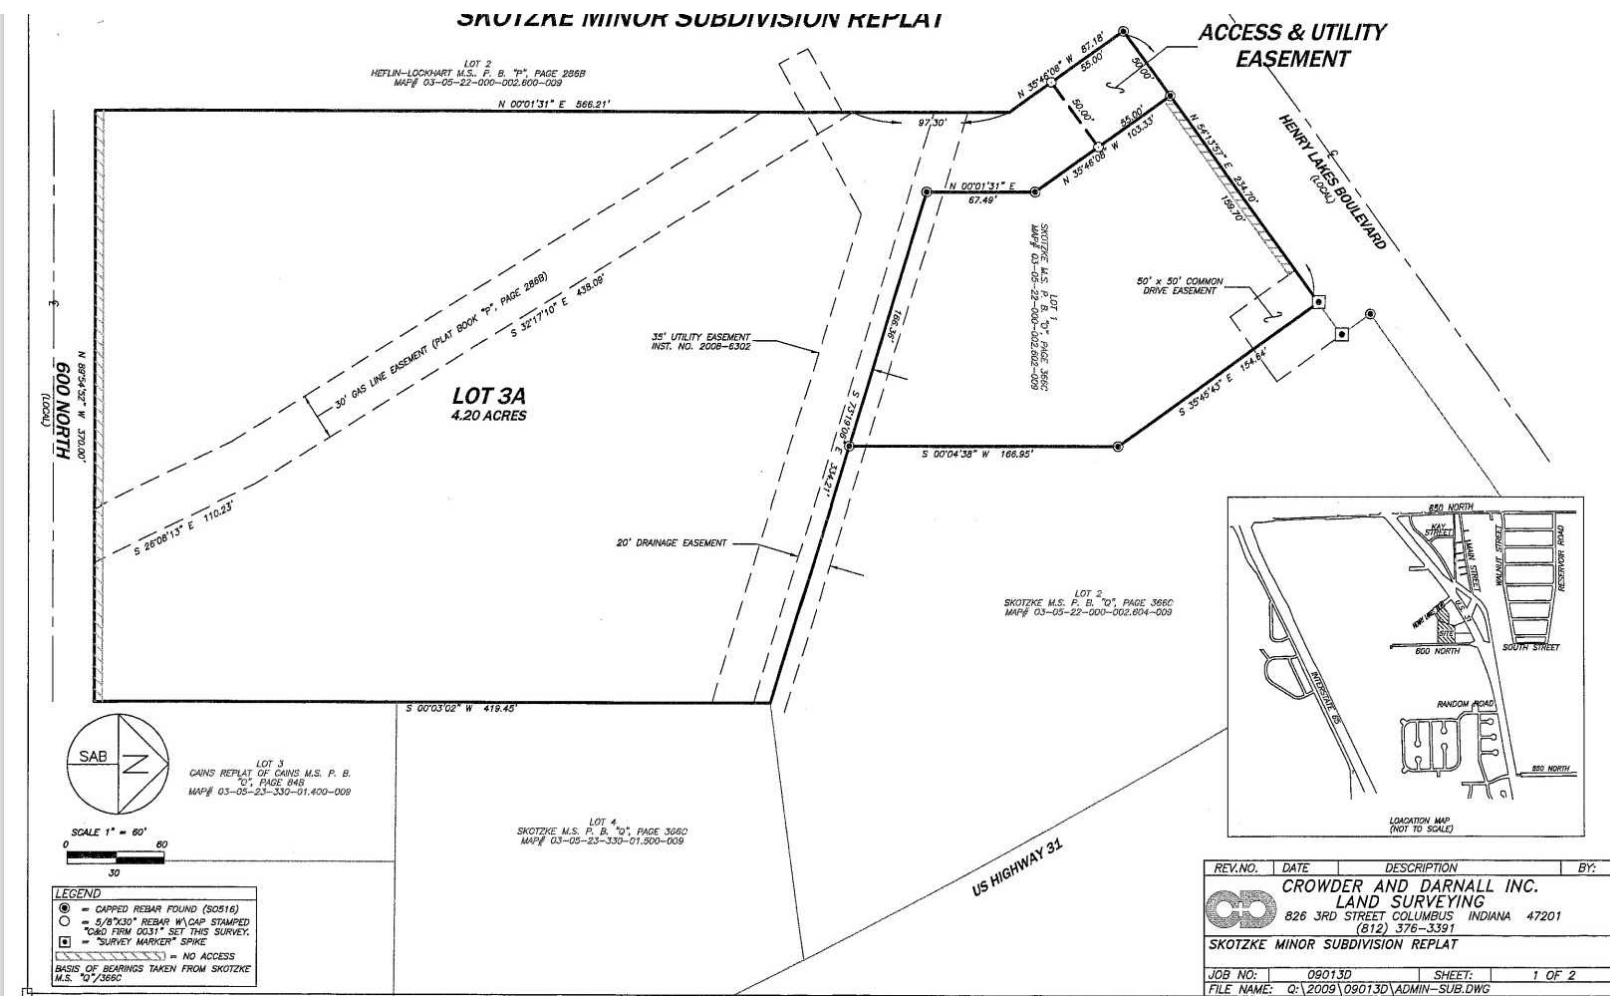 SKOTZKE MINOR SUBDIVISION REPLAT
ACCESS & UTILITY
EASEMENT
LOT 2
HEFLIN-LOCKHART M.S. P. B. "P", PAGE 286B
MAP# 03-05-22-000-002.600-009
N 00°01'31" E 566.21'
97.30'
N 35°46'08" W 87.18'
55.00'
50.00'
50.00'
55.00'
N 35°46'08" W 103.33'
N 54°13'57" E 234.70'
159.70'
HENRY LAKES BOULEVARD
(LOCAL)
N 00°01'31" E
67.49'
LOT 1
SKOTZKE M.S. P. B. "Q", PAGE 366C
MAP# 03-05-22-000-002.602-009
50' x 50' COMMON
DRIVE EASEMENT
30' GAS LINE EASEMENT (PLAT BOOK "P", PAGE 286B)
S 32°17'10" E 438.09'
35' UTILITY EASEMENT
INST. NO. 2008-6302
166.36'
S 35°45'43" E 154.64'
LOT 3A
4.20 ACRES
600 NORTH
(LOCAL)
N 89°54'52" W 370.00'
S 73°19'06" E 334.21'
S 00°04'38" W 166.95'
S 26°08'13" E 110.23'
20' DRAINAGE EASEMENT
LOT 2
SKOTZKE M.S. P. B. "Q", PAGE 366C
MAP# 03-05-22-000-002.604-009
S 00°03'02" W 419.45'
650 NORTH
KAY
STREET
MAIN STREET
WALNUT STREET
RESERVOIR ROAD
U.S. 31
SITE
600 NORTH
SOUTH STREET
INTERSTATE 65
RANDOM ROAD
550 NORTH
LOACATION MAP
(NOT TO SCALE)
SAB
N
LOT 3
CAINS REPLAT OF CAINS M.S. P. B.
"Q", PAGE 84B
MAP# 03-05-23-330-01.400-009
LOT 4
SKOTZKE M.S. P. B. "Q", PAGE 366C
MAP# 03-05-23-330-01.500-009
US HIGHWAY 31
SCALE 1" = 60'
0 60
30
LEGEND
= CAPPED REBAR FOUND (S0516)
= 5/8"X30" REBAR W\CAP STAMPED
"C&D FIRM 0031" SET THIS SURVEY.
= "SURVEY MARKER" SPIKE
= NO ACCESS
BASIS OF BEARINGS TAKEN FROM SKOTZKE
M.S. "Q"/366C
REV.NO. DATE DESCRIPTION BY:
CROWDER AND DARNALL INC.
LAND SURVEYING
826 3RD STREET COLUMBUS INDIANA 47201
(812) 376-3391
SKOTZKE MINOR SUBDIVISION REPLAT
JOB NO: 09013D SHEET: 1 OF 2
FILE NAME: Q:\2009\09013D\ADMIN-SUB.DWG